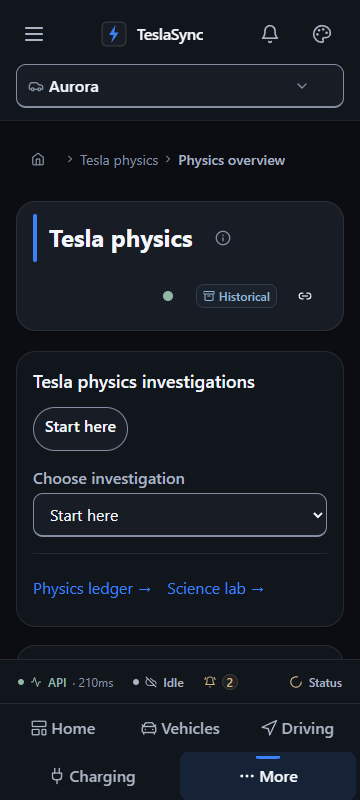 TeslaSync
Aurora
Tesla physics
Physics overview
Tesla physics
Historical
Tesla physics investigations
Start here
Choose investigation
Start here
Physics ledger →
Science lab →
API · 210ms
Idle
2
Status
Home
Vehicles
Driving
Charging
More